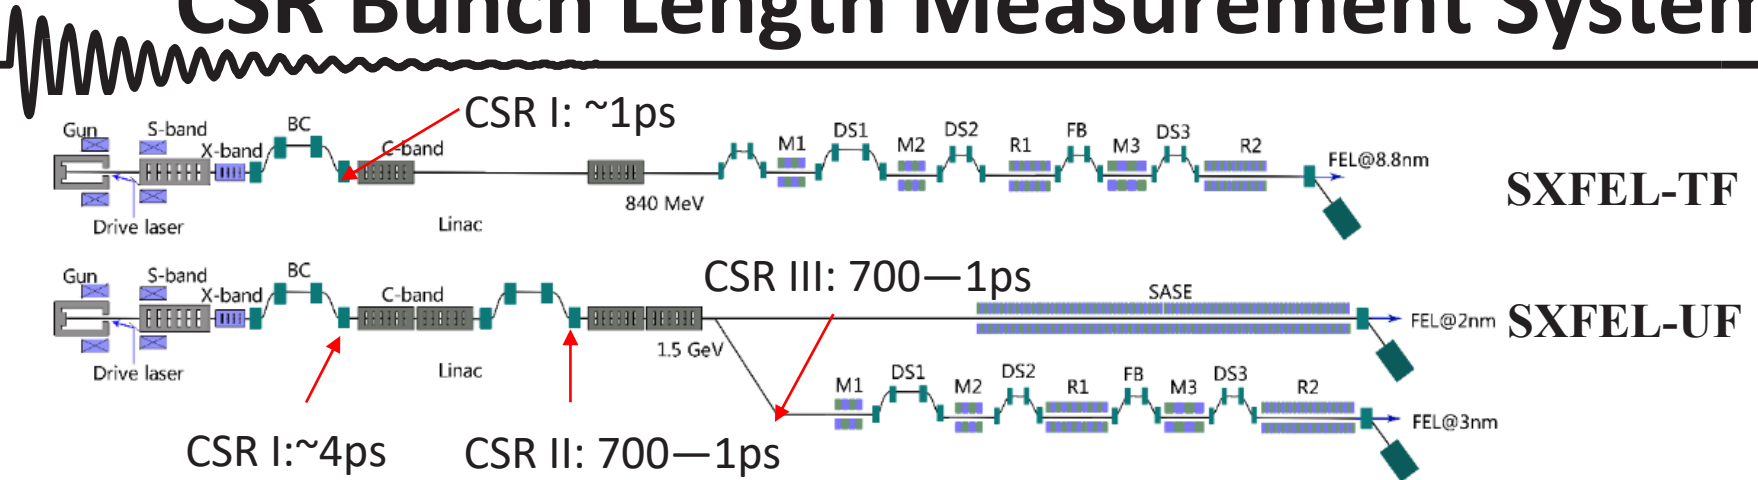 CSR Bunch Length Measurement System
CSR I: ~1ps
Gun S-band X-band BC C-band M1 DS1 M2 DS2 R1 FB M3 DS3 R2 FEL@8.8nm
SXFEL-TF
840 MeV
Drive laser Linac
CSR III: 700—1ps
Gun S-band X-band BC C-band SASE
FEL@2nm SXFEL-UF
1.5 GeV
Drive laser Linac
M1 DS1 M2 DS2 R1 FB M3 DS3 R2
FEL@3nm
CSR I:~4ps CSR II: 700—1ps